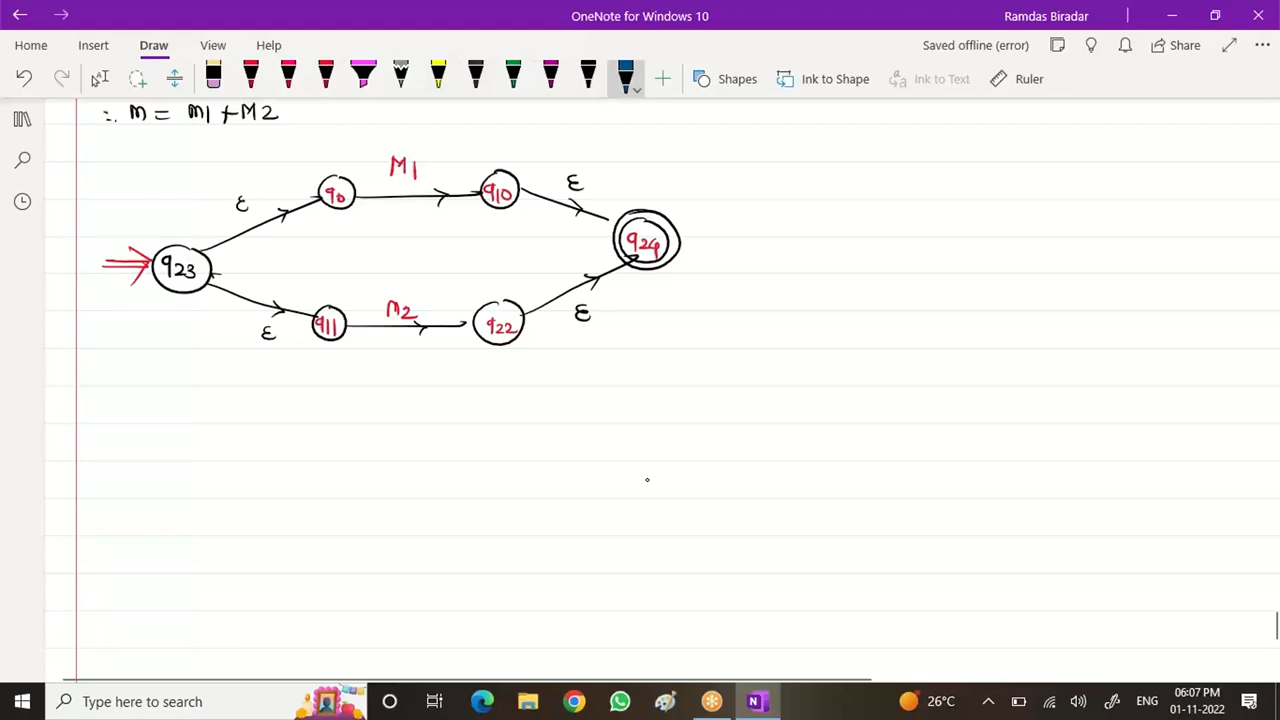 OneNote for Windows 10
Ramdas Biradar
Home Insert Draw View Help
Saved offline (error) Share
Shapes Ink to Shape Ink to Text Ruler
∴ M = M1 + M2
M1
ε q0 q10 ε
q23 q24
ε q11 M2 q22 ε
Type here to search
26°C ENG 06:07 PM
01-11-2022